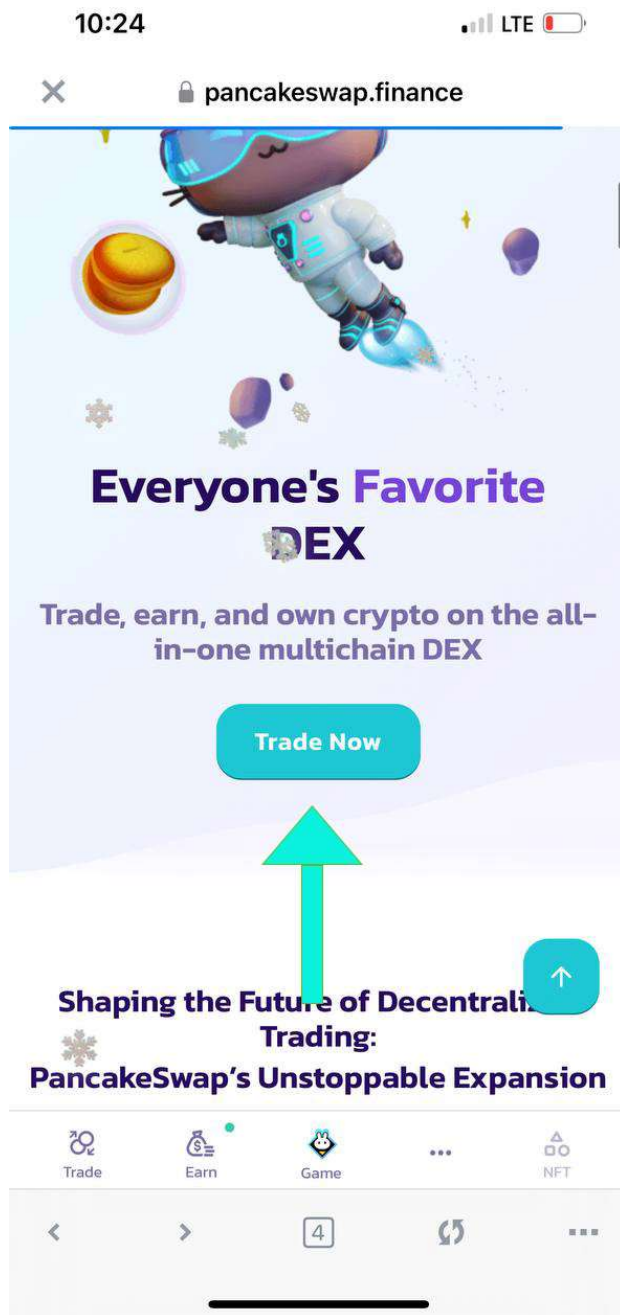 10:24
LTE
pancakeswap.finance
Everyone's Favorite
DEX
Trade, earn, and own crypto on the all-
in-one multichain DEX
Trade Now
Shaping the Future of Decentraliz
Trading:
PancakeSwap's Unstoppable Expansion
Trade
Earn
Game
NFT
4